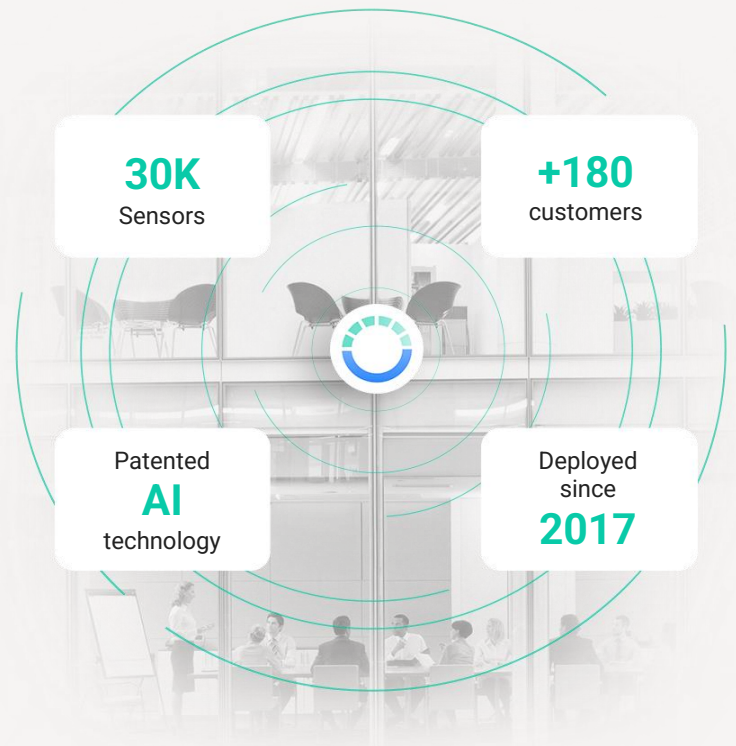 30K
Sensors
+180
customers
Patented
AI
technology
Deployed
since
2017